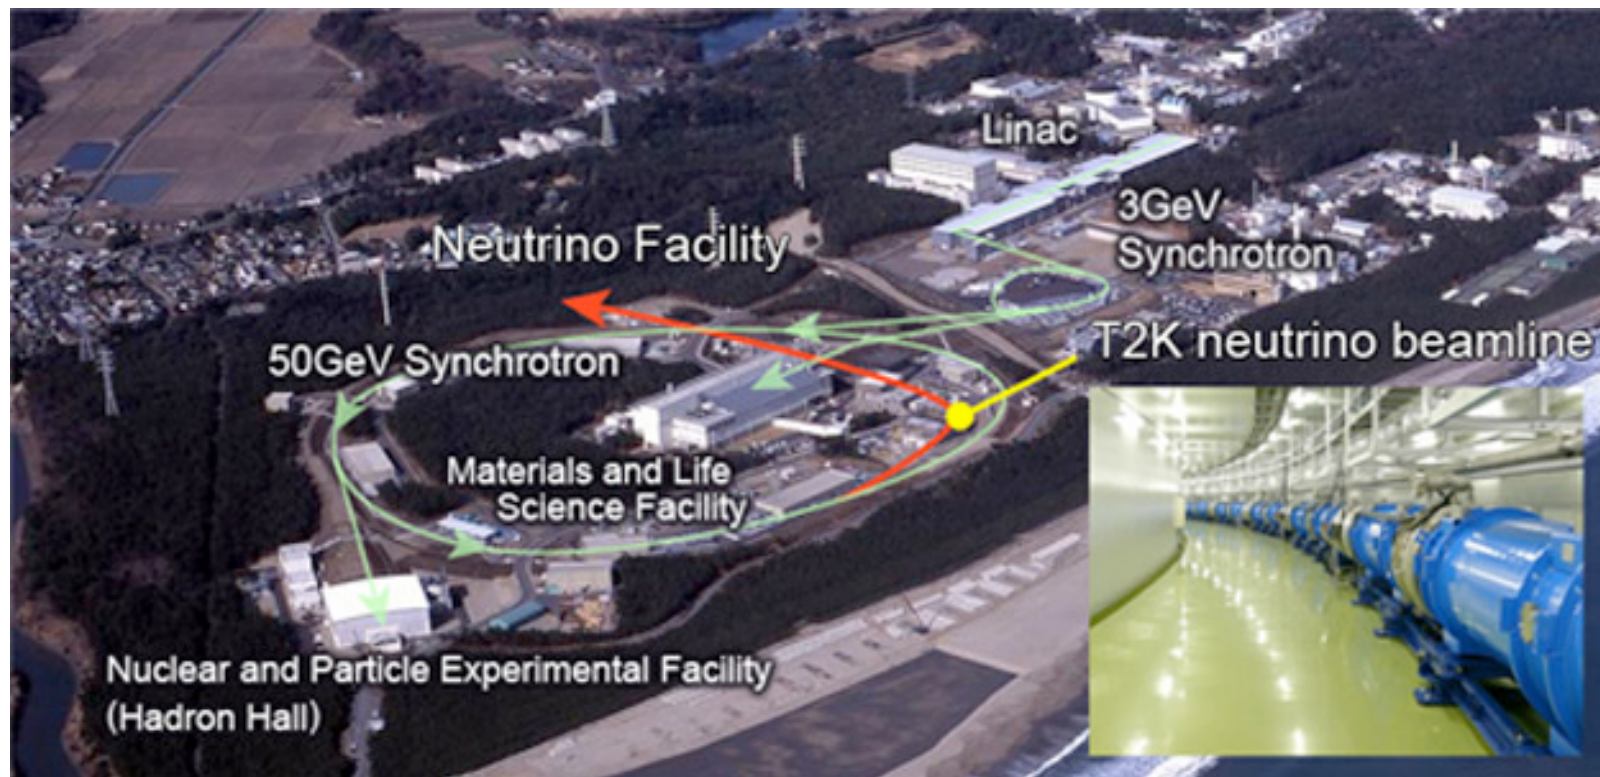 Linac
3GeV
Synchrotron
Neutrino Facility
T2K neutrino beamline
50GeV Synchrotron
Materials and Life
Science Facility
Nuclear and Particle Experimental Facility
(Hadron Hall)